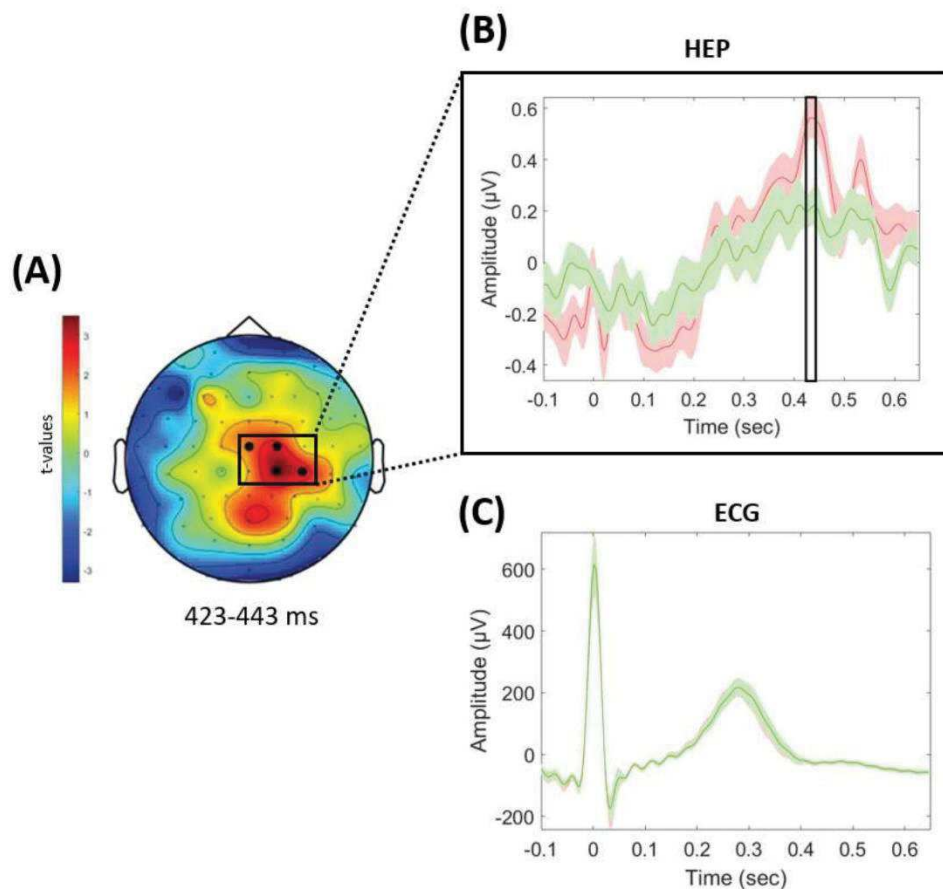 (A)
t-values
3
2
1
0
-1
-2
-3
423-443 ms
(B)
HEP
Amplitude (µV)
0.6
0.4
0.2
0
-0.2
-0.4
-0.1 0 0.1 0.2 0.3 0.4 0.5 0.6
Time (sec)
(C)
ECG
Amplitude (µV)
600
400
200
0
-200
-0.1 0 0.1 0.2 0.3 0.4 0.5 0.6
Time (sec)